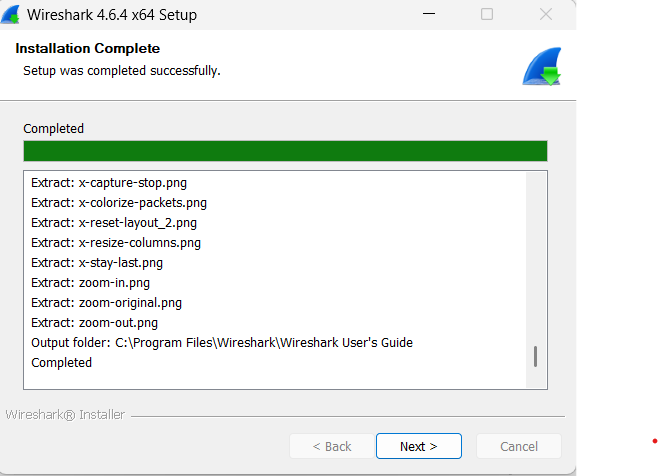 Wireshark 4.6.4 x64 Setup
Installation Complete
Setup was completed successfully.
Completed
Extract: x-capture-stop.png
Extract: x-colorize-packets.png
Extract: x-reset-layout_2.png
Extract: x-resize-columns.png
Extract: x-stay-last.png
Extract: zoom-in.png
Extract: zoom-original.png
Extract: zoom-out.png
Output folder: C:\Program Files\Wireshark\Wireshark User's Guide
Completed
Wireshark® Installer
< Back Next > Cancel